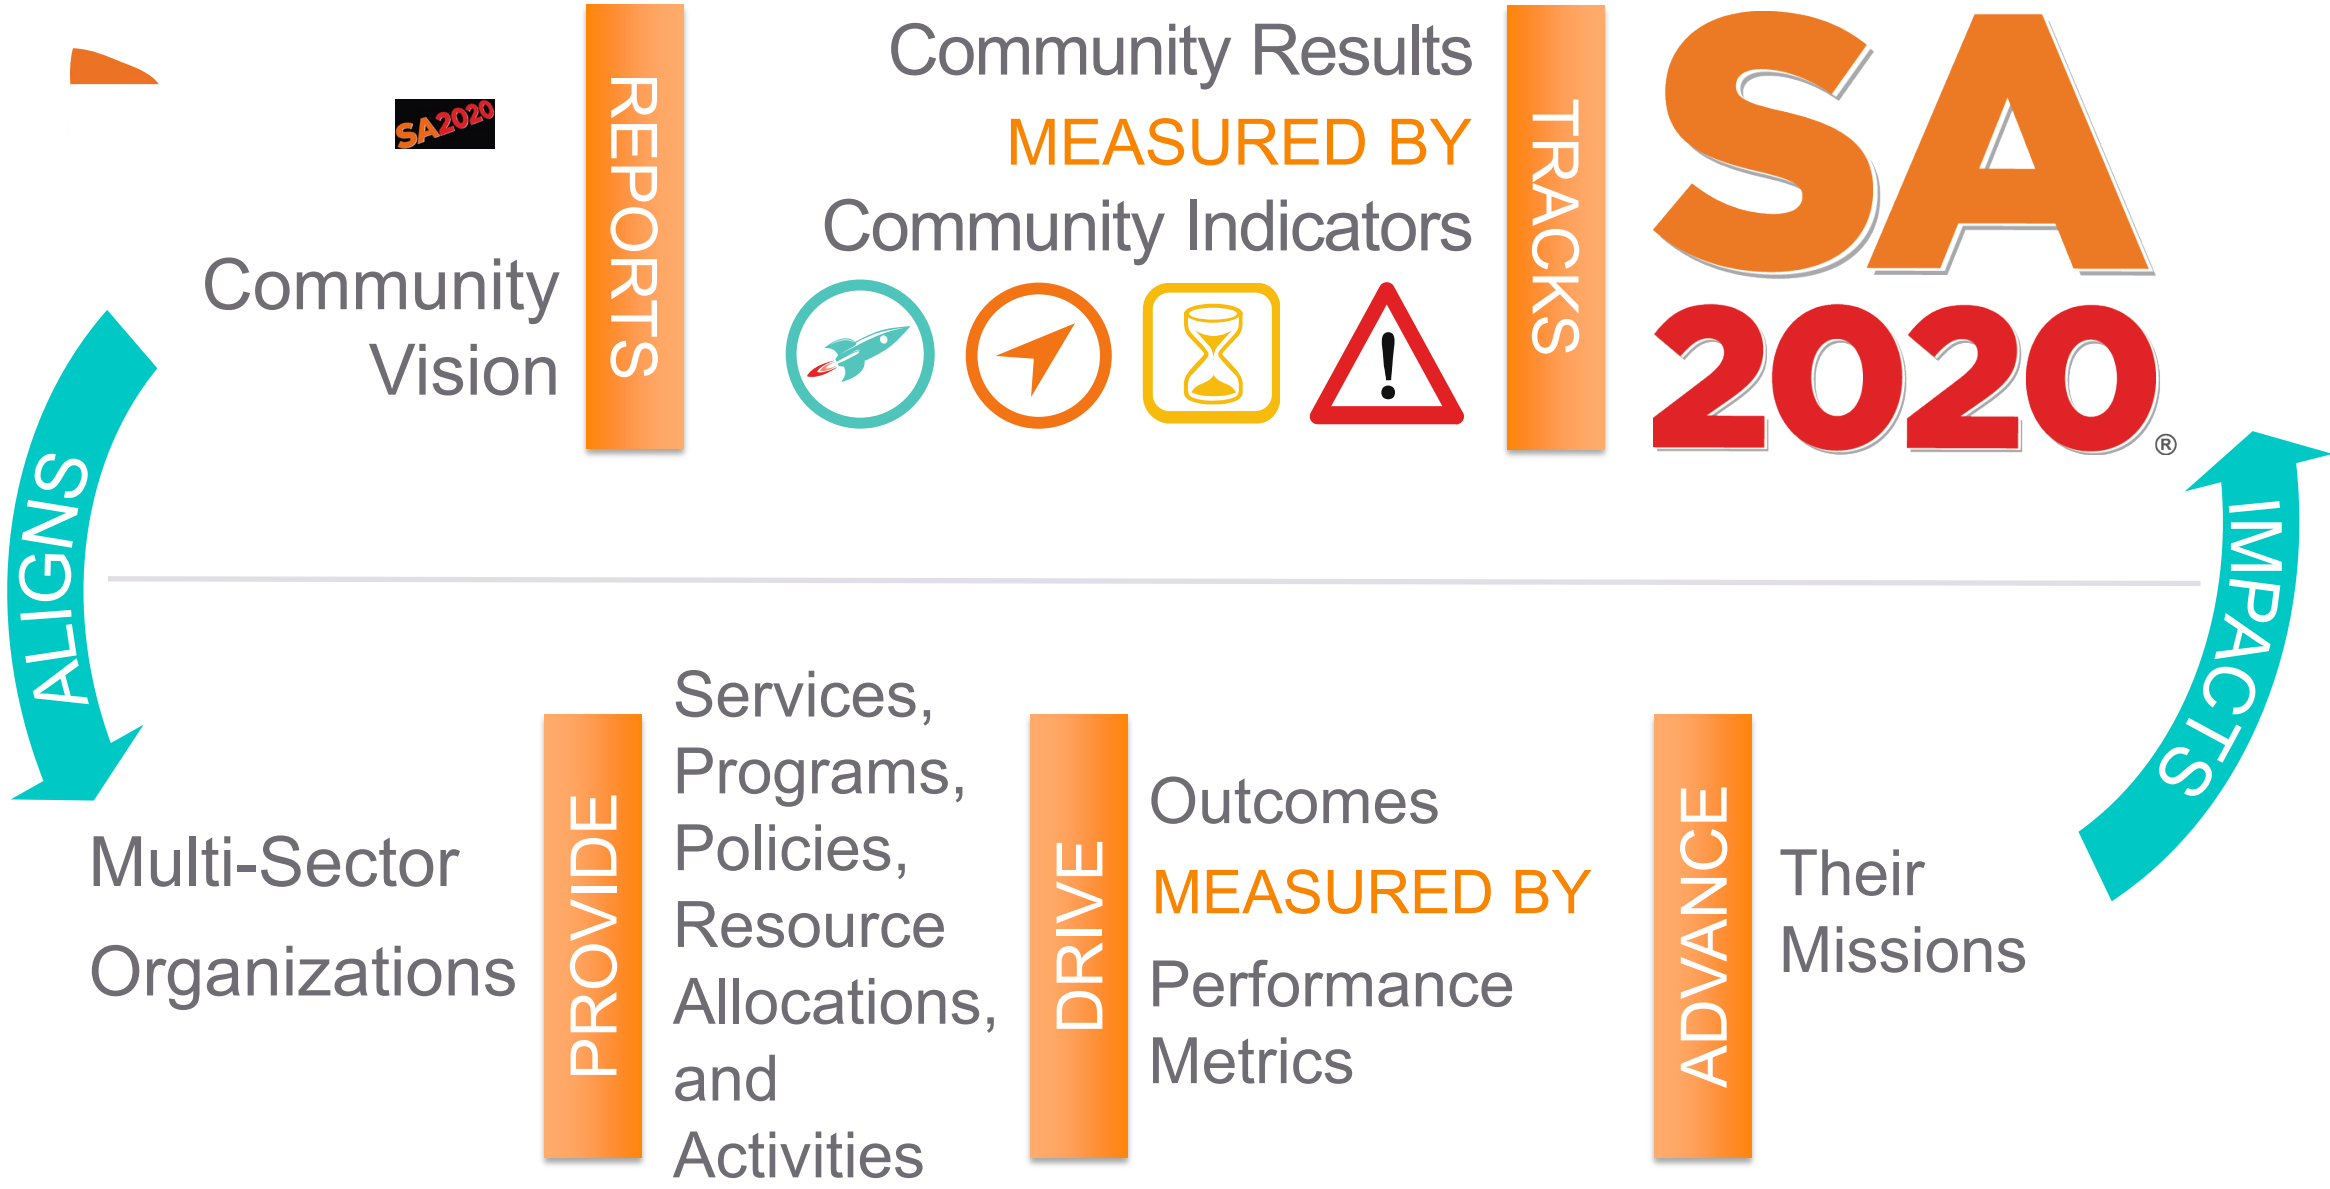 SA2020
Community
Vision
REPORTS
Community Results
MEASURED BY
Community Indicators
!
TRACKS
SA
2020
®
ALIGNS
IMPACTS
Multi-Sector
Organizations
PROVIDE
Services,
Programs,
Policies,
Resource
Allocations,
and
Activities
DRIVE
Outcomes
MEASURED BY
Performance
Metrics
ADVANCE
Their
Missions